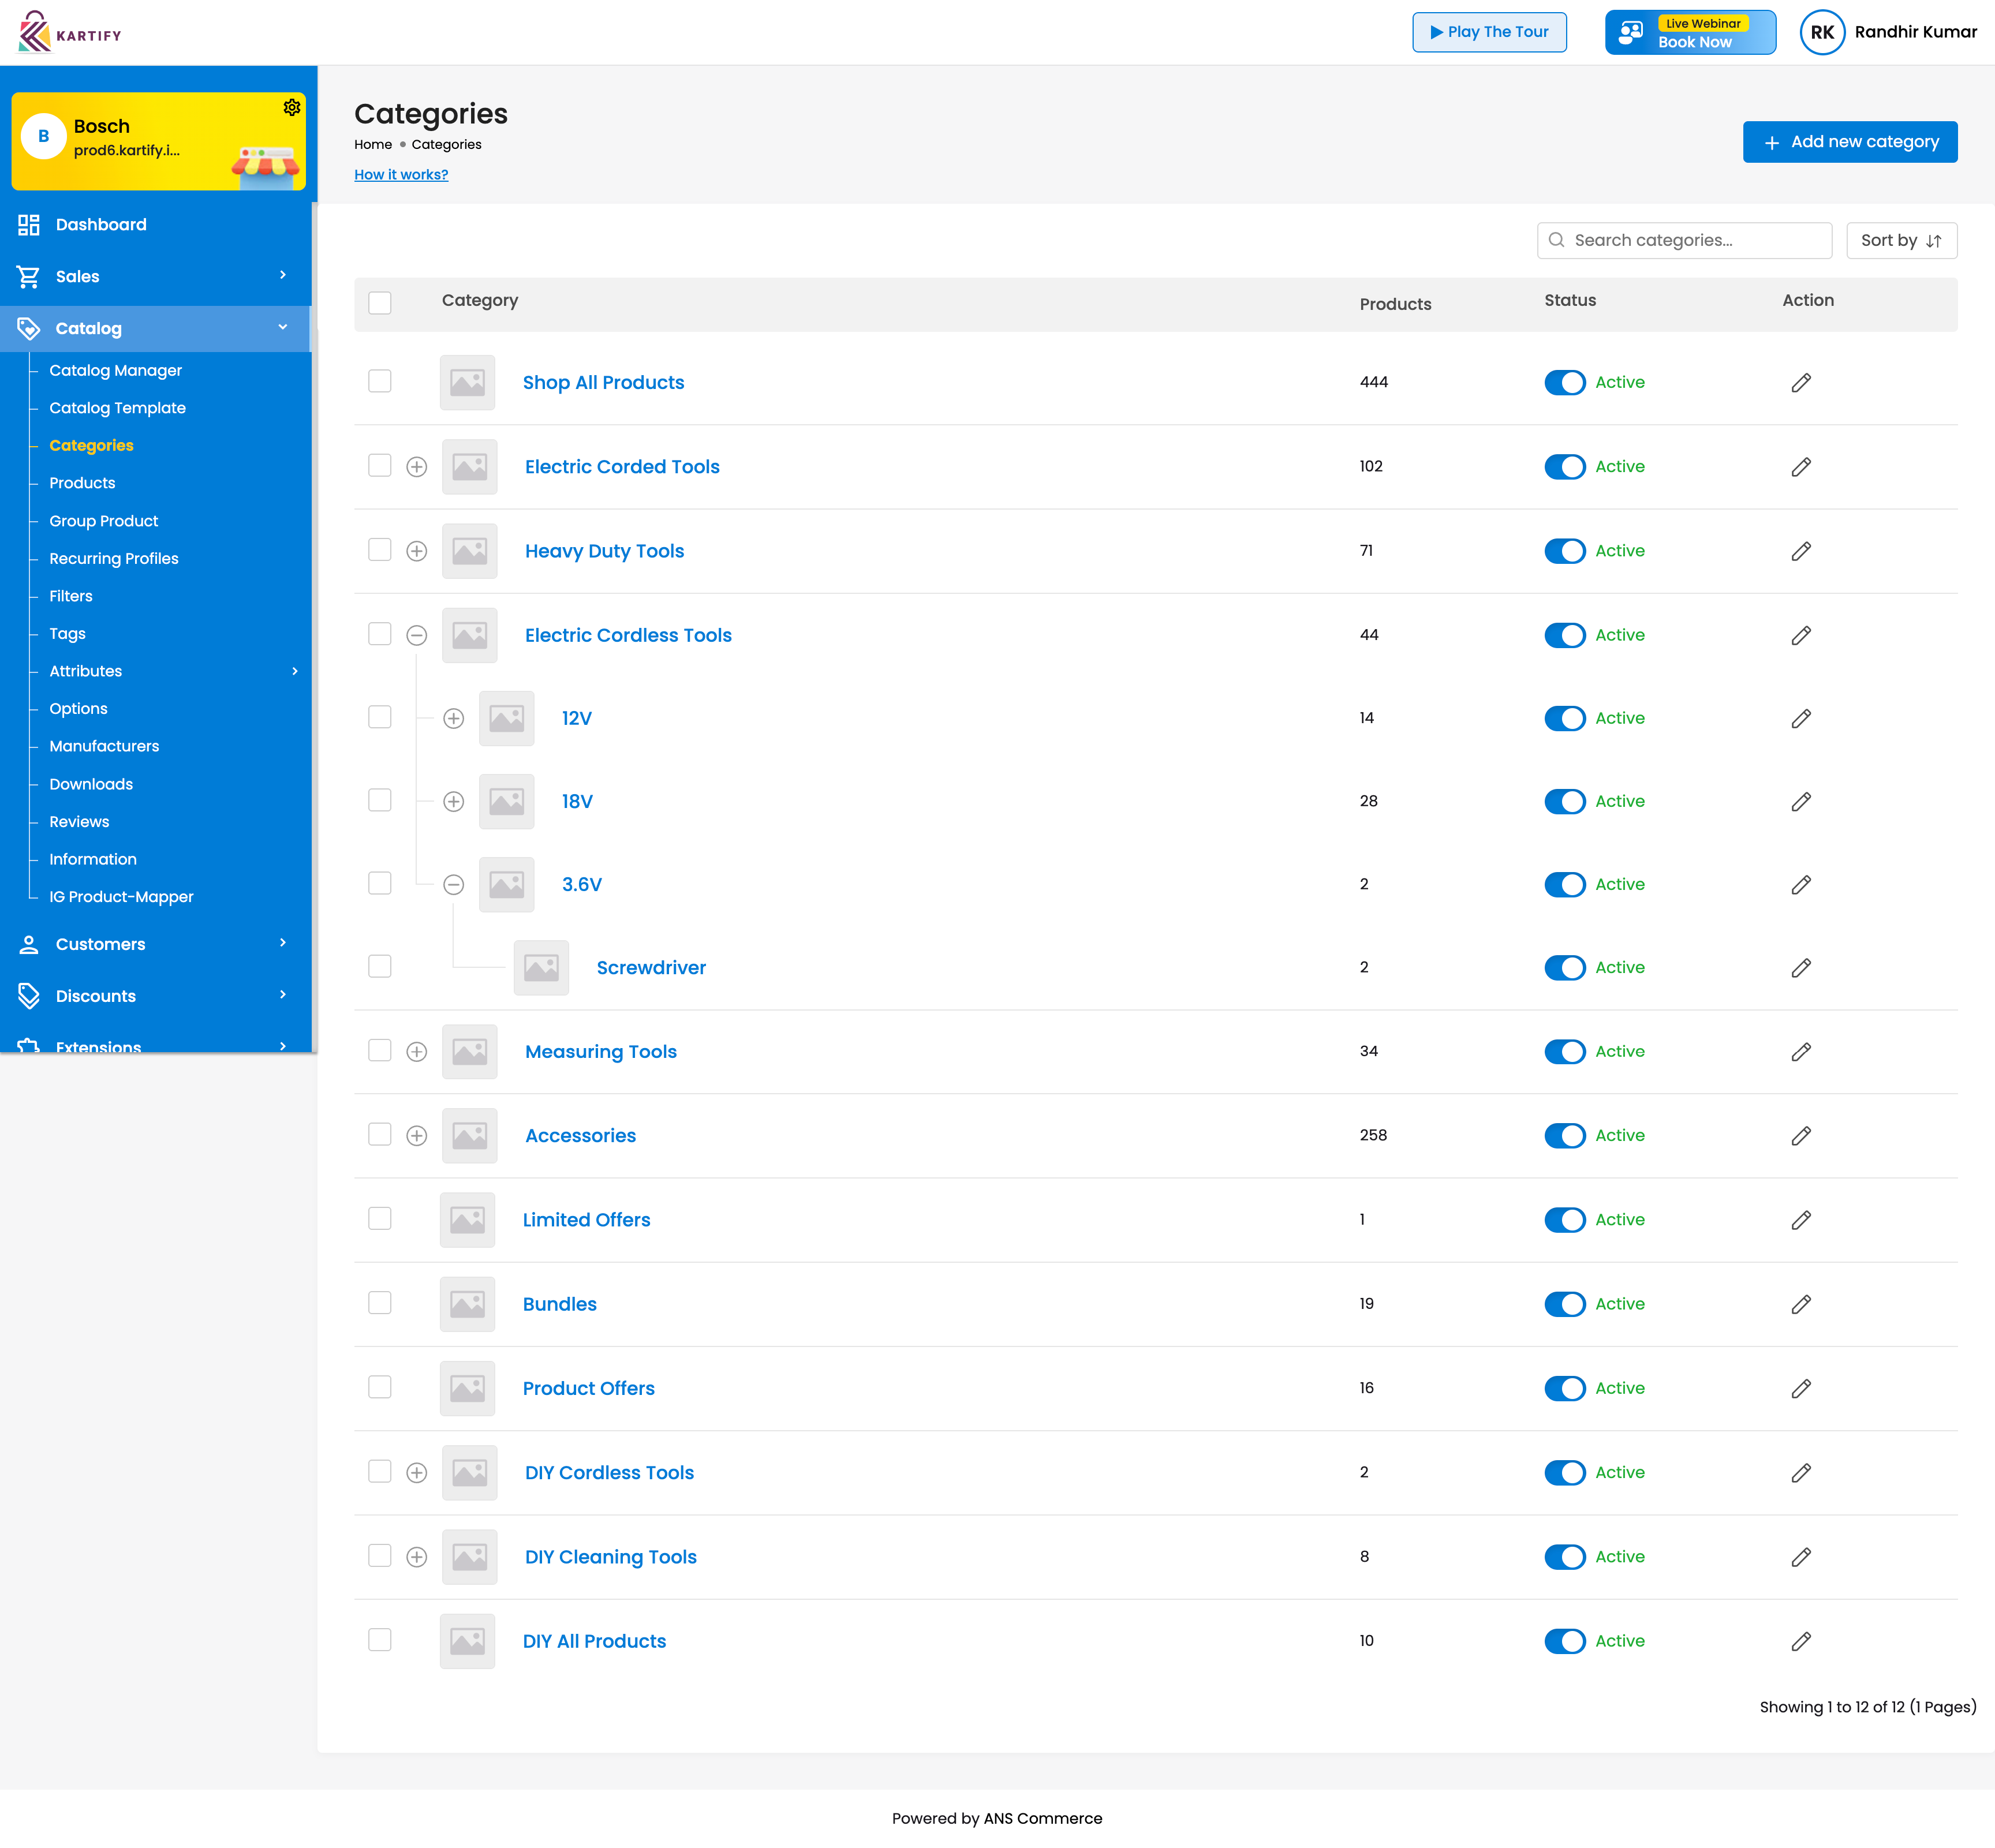 KARTIFY
Play The Tour
Live Webinar
Book Now
RK
Randhir Kumar
B
Bosch
prod6.kartify.i...
Dashboard
Sales
Catalog
Catalog Manager
Catalog Template
Categories
Products
Group Product
Recurring Profiles
Filters
Tags
Attributes
Options
Manufacturers
Downloads
Reviews
Information
IG Product-Mapper
Customers
Discounts
Extensions
Categories
Home • Categories
How it works?
+ Add new category
Search categories...
Sort by
Category Products Status Action
Shop All Products 444 Active
Electric Corded Tools 102 Active
Heavy Duty Tools 71 Active
Electric Cordless Tools 44 Active
12V 14 Active
18V 28 Active
3.6V 2 Active
Screwdriver 2 Active
Measuring Tools 34 Active
Accessories 258 Active
Limited Offers 1 Active
Bundles 19 Active
Product Offers 16 Active
DIY Cordless Tools 2 Active
DIY Cleaning Tools 8 Active
DIY All Products 10 Active
Showing 1 to 12 of 12 (1 Pages)
Powered by ANS Commerce